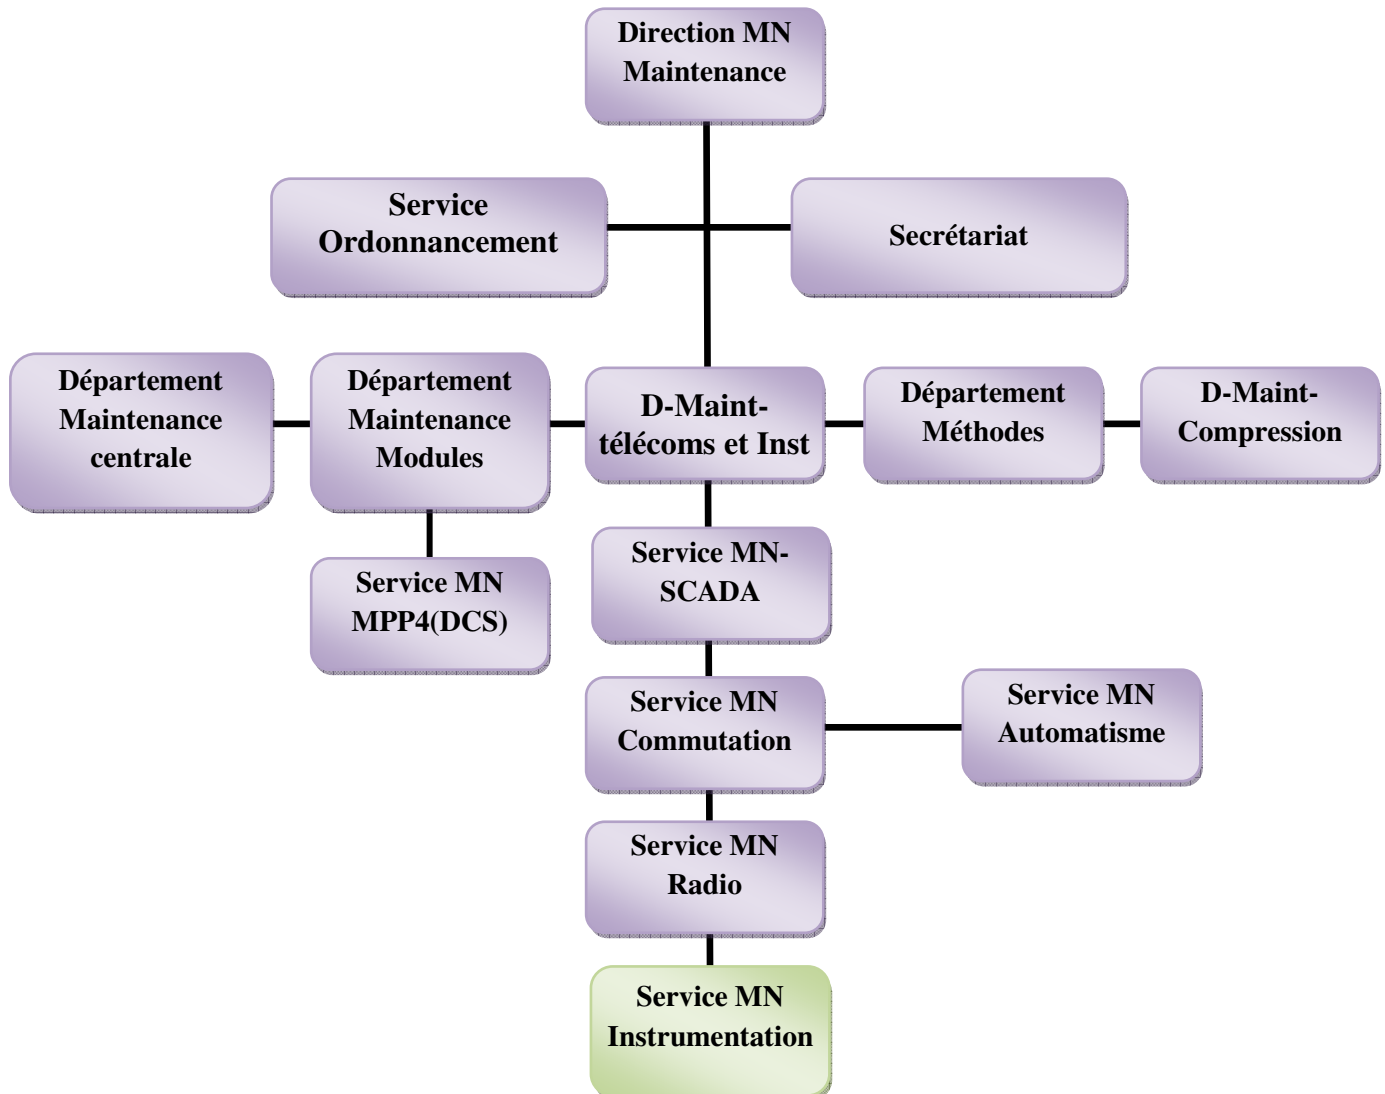 Direction MN
Maintenance
Service
Ordonnancement
Secrétariat
Département
Maintenance
centrale
Département
Maintenance
Modules
D-Maint-
télécoms et Inst
Département
Méthodes
D-Maint-
Compression
Service MN
MPP4(DCS)
Service MN-
SCADA
Service MN
Commutation
Service MN
Automatisme
Service MN
Radio
Service MN
Instrumentation